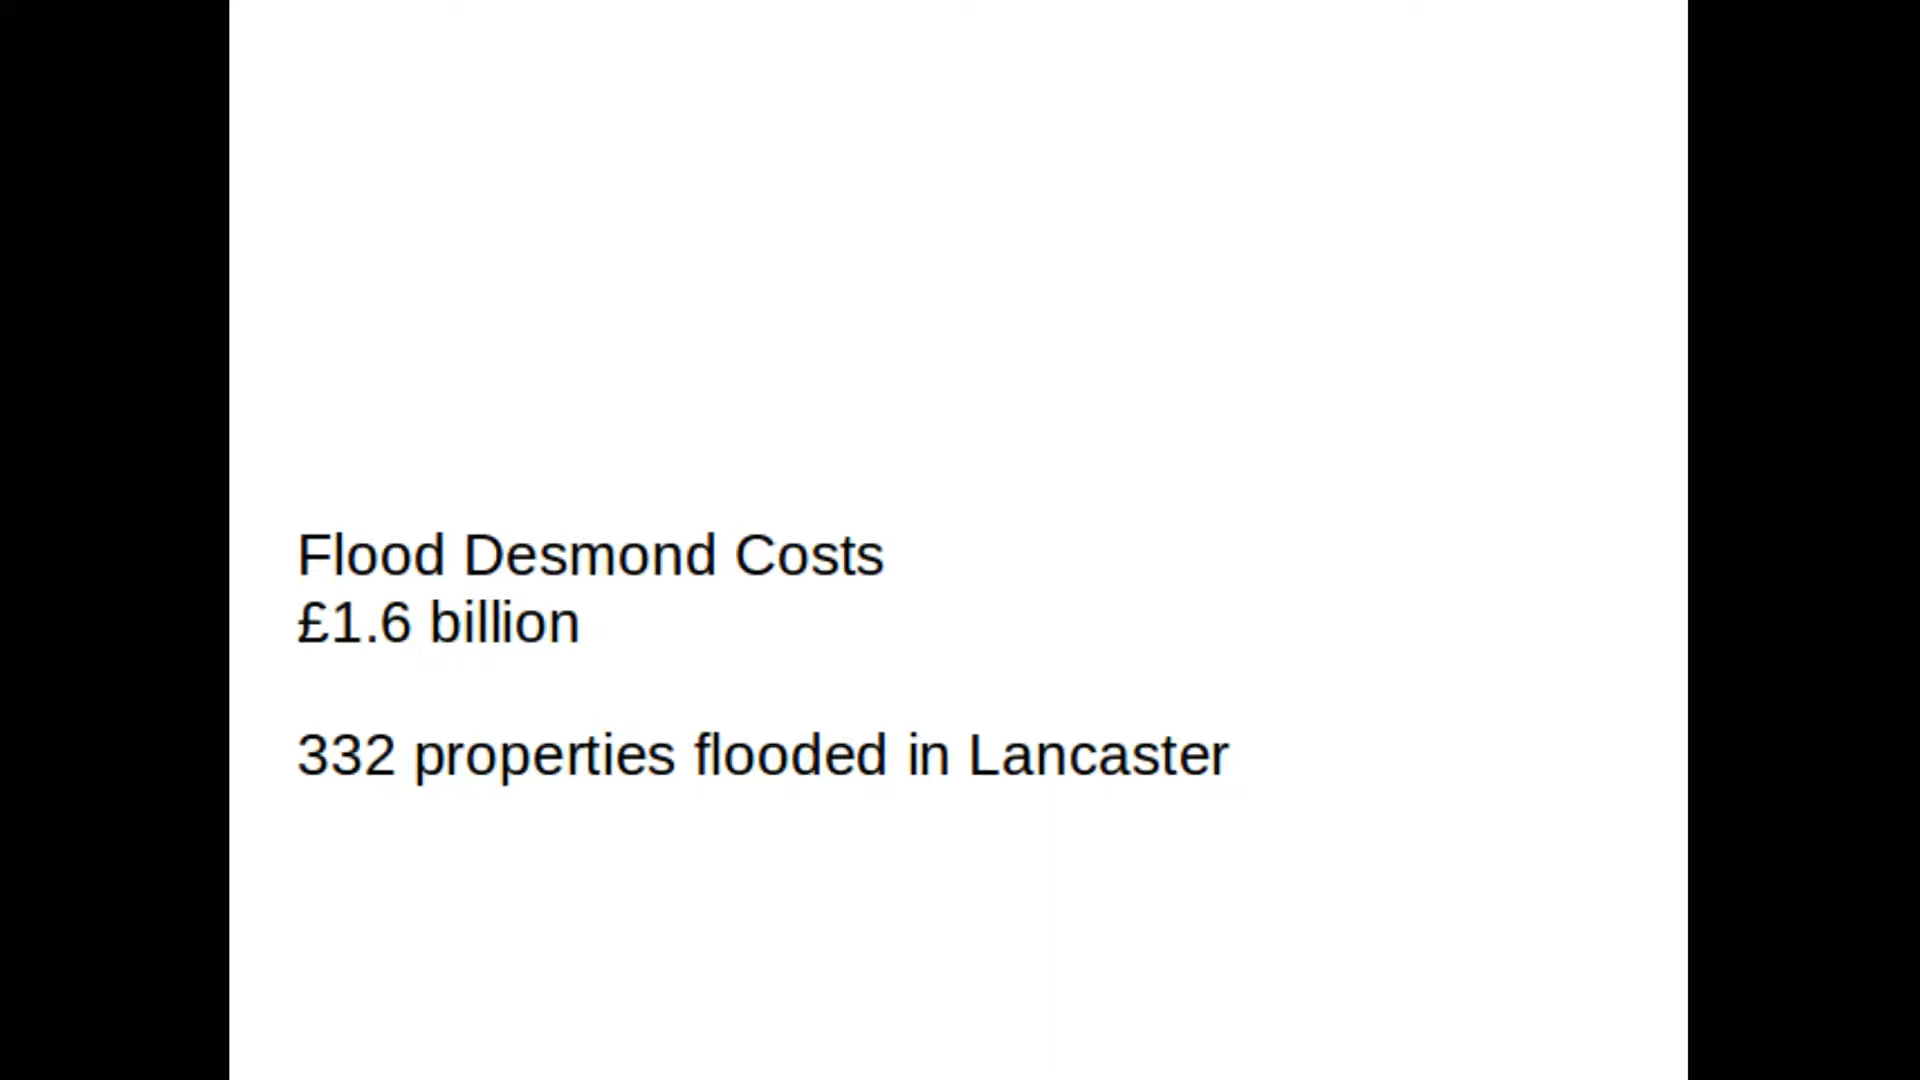 Flood Desmond Costs
£1.6 billion
332 properties flooded in Lancaster